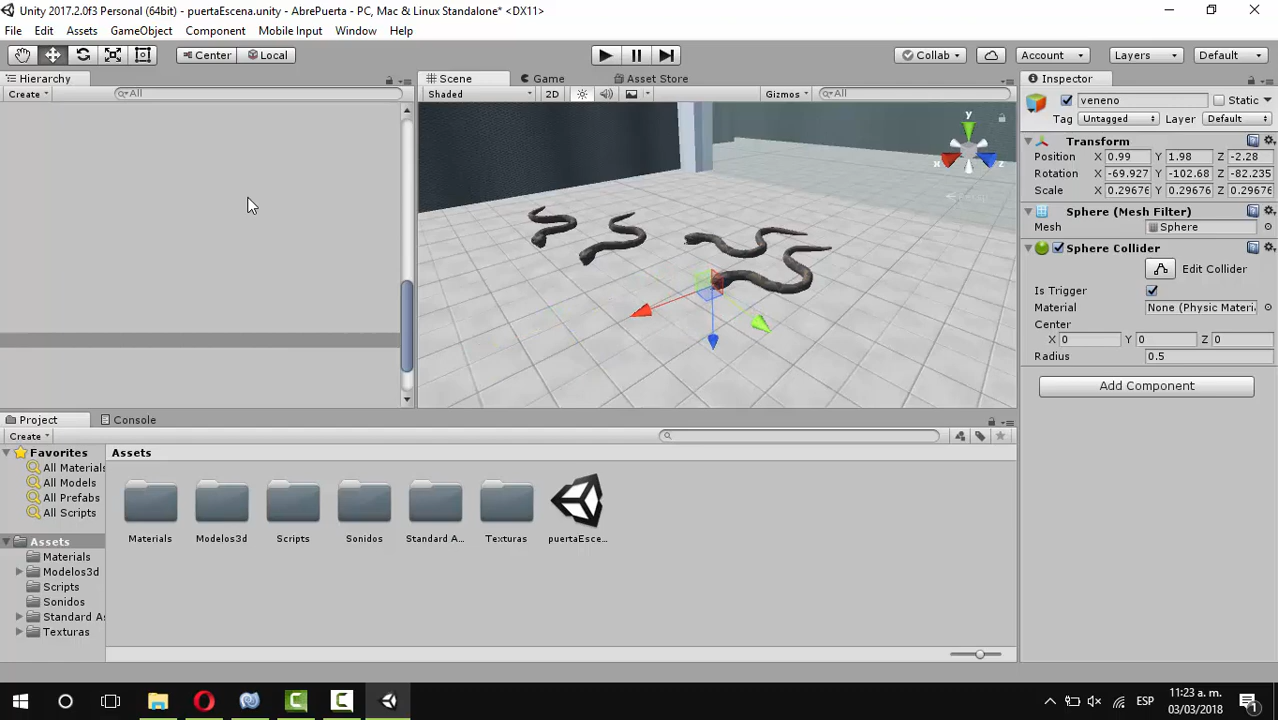 Unity 2017.2.0f3 Personal (64bit) - puertaEscena.unity - AbrePuerta - PC, Mac & Linux Standalone* <DX11>
File Edit Assets GameObject Component Mobile Input Window Help
Center Local Collab Account Layers Default
Hierarchy Scene Game Asset Store Inspector
Create All Shaded 2D Gizmos All veneno Static
Tag Untagged Layer Default
y
x
z
Transform
Position X 0.99 Y 1.98 Z -2.28
Rotation X -69.927 Y -102.68 Z -82.235
Scale X 0.29676 Y 0.29676 Z 0.29676
Sphere (Mesh Filter)
Mesh Sphere
Sphere Collider
Edit Collider
Is Trigger
Material None (Physic Materi
Center
X 0 Y 0 Z 0
Radius 0.5
Add Component
Project Console
Create
Favorites
All Materials
All Models
All Prefabs
All Scripts
Assets
Materials
Modelos3d
Scripts
Sonidos
Standard As
Texturas
Assets
Materials Modelos3d Scripts Sonidos Standard A... Texturas puertaEsce...
ESP
11:23 a. m.
03/03/2018
1